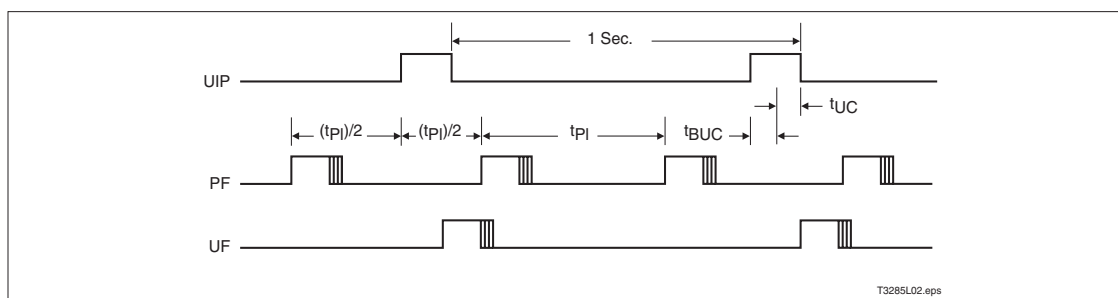 1 Sec.
UIP
tUC
(tPI)/2
(tPI)/2
tPI
tBUC
PF
UF
T3285L02.eps